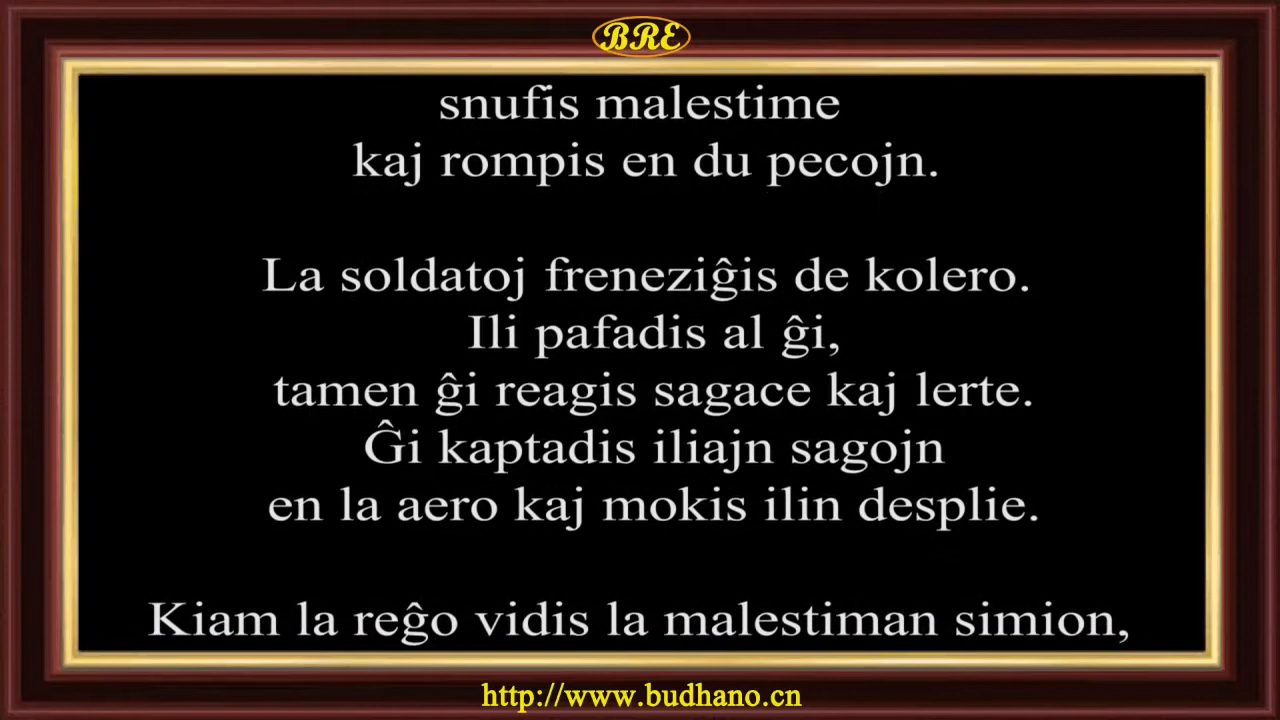 BRE
snufis malestime
kaj rompis en du pecojn.
La soldatoj freneziĝis de kolero.
Ili pafadis al ĝi,
tamen ĝi reagis sagace kaj lerte.
Ĝi kaptadis iliajn sagojn
en la aero kaj mokis ilin desplie.
Kiam la reĝo vidis la malestiman simion,
http://www.budhano.cn